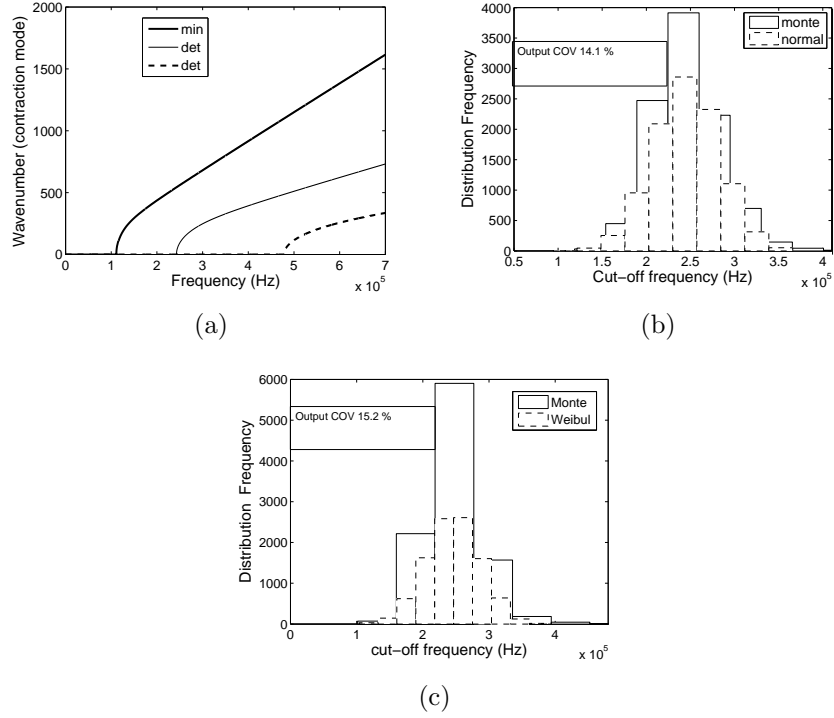 2000
1500
1000
500
0
Wavenumber (contraction mode)
min
det
det
0 1 2 3 4 5 6 7
x 10^5
Frequency (Hz)
(a)
4000
3500
3000
2500
2000
1500
1000
500
0
Distribution Frequency
Output COV 14.1 %
monte
normal
0.5 1 1.5 2 2.5 3 3.5 4
x 10^5
Cut-off frequency (Hz)
(b)
6000
5000
4000
3000
2000
1000
0
Distribution Frequency
Output COV 15.2 %
Monte
Weibul
0 1 2 3 4
x 10^5
cut-off frequency (Hz)
(c)